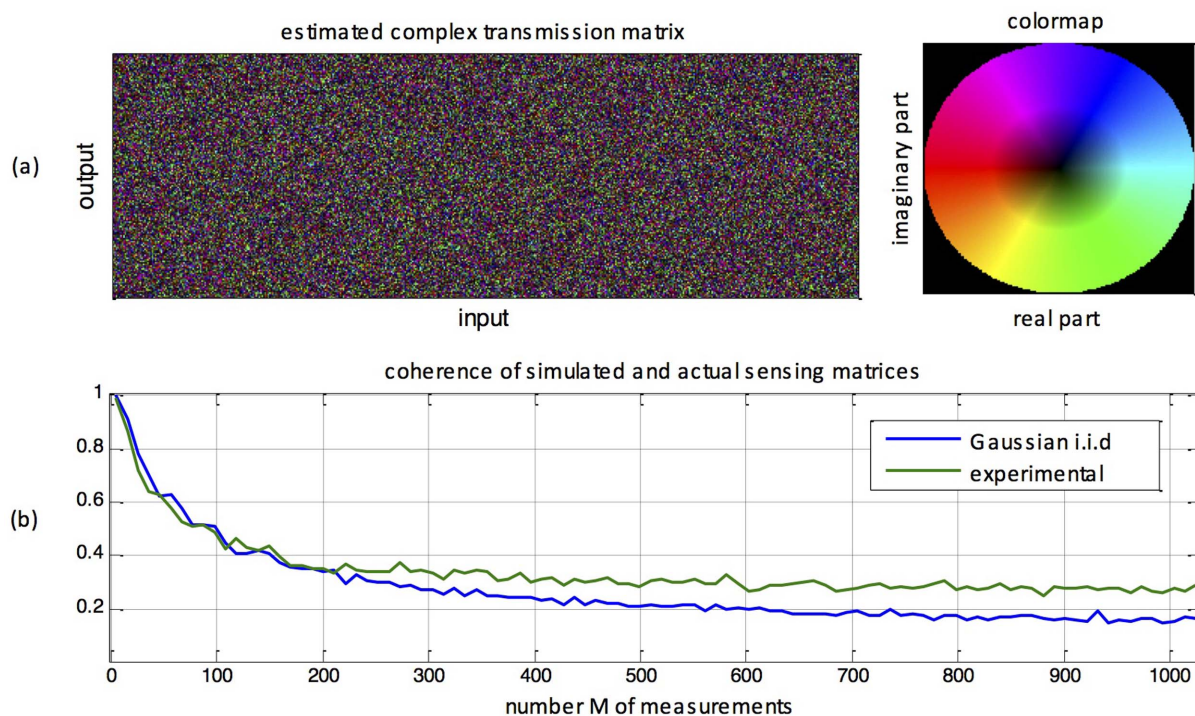 estimated complex transmission matrix
colormap
(a)
output
input
imaginary part
real part
coherence of simulated and actual sensing matrices
(b)
1
0.8
0.6
0.4
0.2
Gaussian i.i.d
experimental
0 100 200 300 400 500 600 700 800 900 1000
number M of measurements